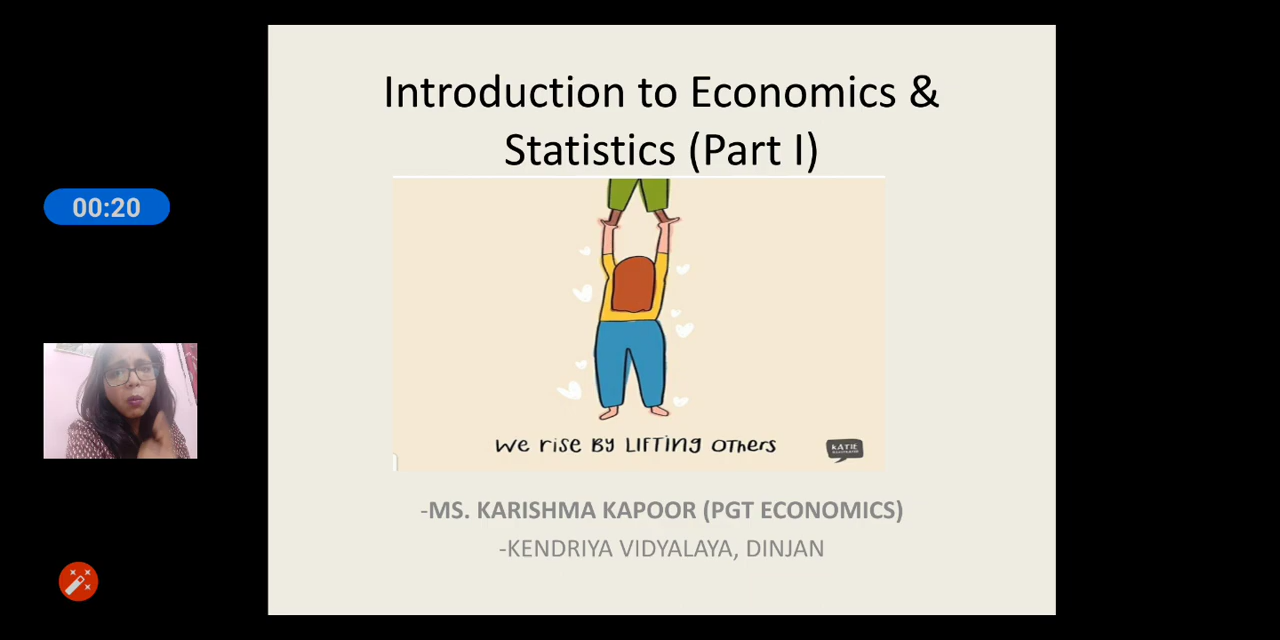 Introduction to Economics &
Statistics (Part I)
00:20
We rise BY LIFTING OTHERS
KATIE
-MS. KARISHMA KAPOOR (PGT ECONOMICS)
-KENDRIYA VIDYALAYA, DINJAN